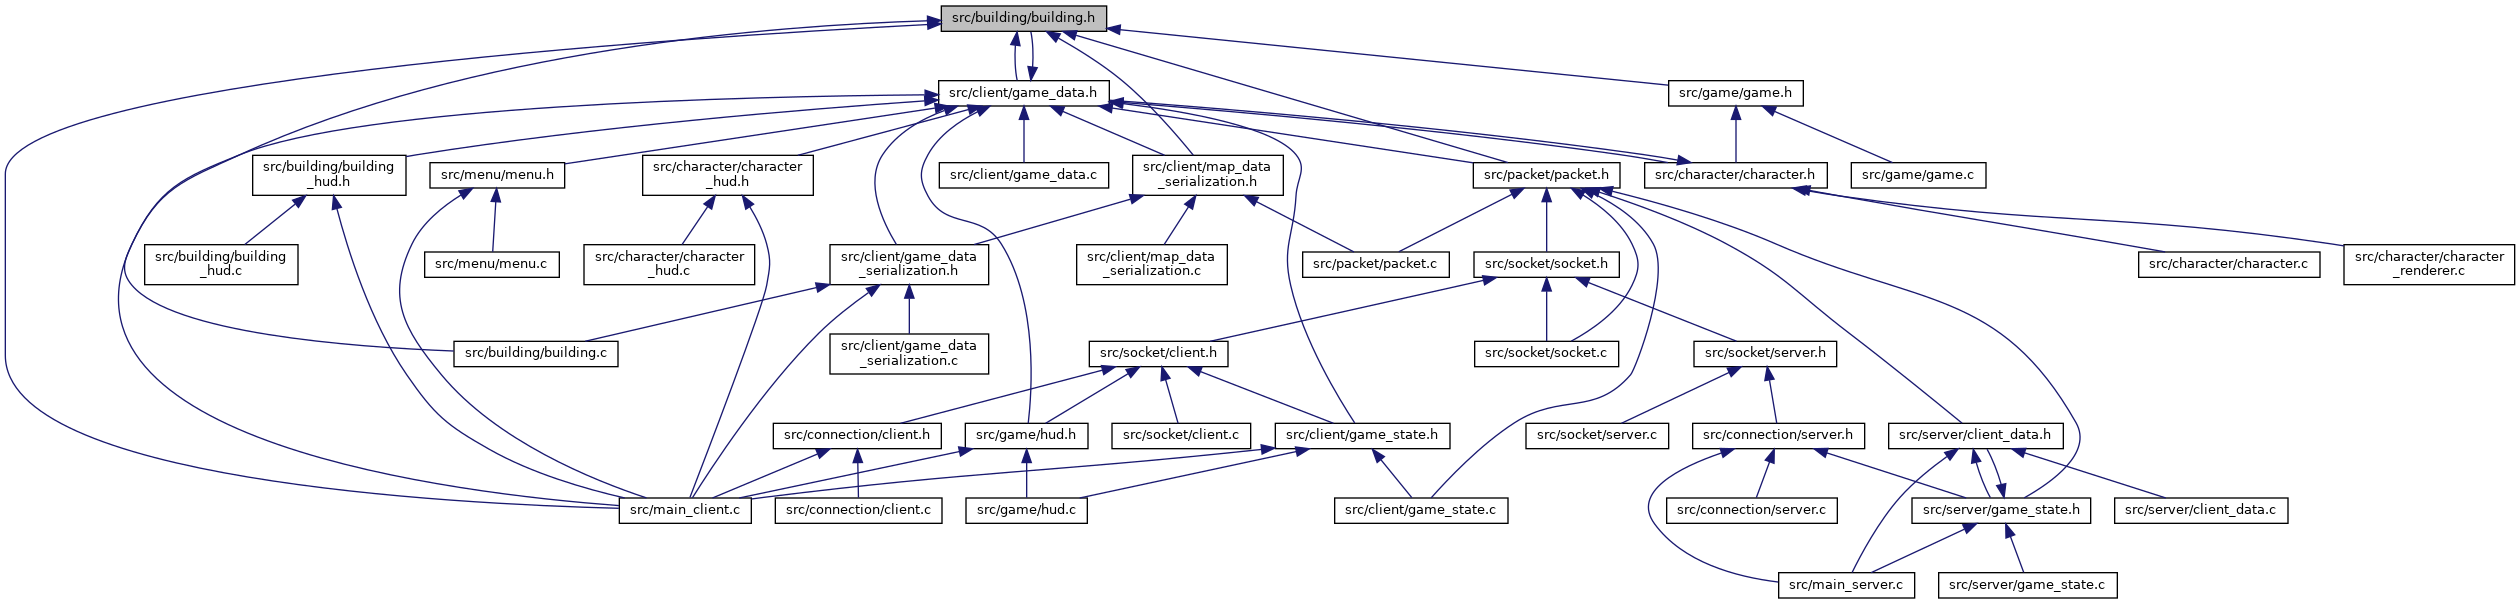 src/building/building.h
src/client/game_data.h
src/game/game.h
src/building/building
_hud.h
src/menu/menu.h
src/character/character
_hud.h
src/client/game_data.c
src/client/map_data
_serialization.h
src/packet/packet.h
src/character/character.h
src/game/game.c
src/building/building
_hud.c
src/menu/menu.c
src/character/character
_hud.c
src/client/game_data
_serialization.h
src/client/map_data
_serialization.c
src/packet/packet.c
src/socket/socket.h
src/character/character.c
src/character/character
_renderer.c
src/building/building.c
src/client/game_data
_serialization.c
src/socket/client.h
src/socket/socket.c
src/socket/server.h
src/connection/client.h
src/game/hud.h
src/socket/client.c
src/client/game_state.h
src/socket/server.c
src/connection/server.h
src/server/client_data.h
src/main_client.c
src/connection/client.c
src/game/hud.c
src/client/game_state.c
src/connection/server.c
src/server/game_state.h
src/server/client_data.c
src/main_server.c
src/server/game_state.c